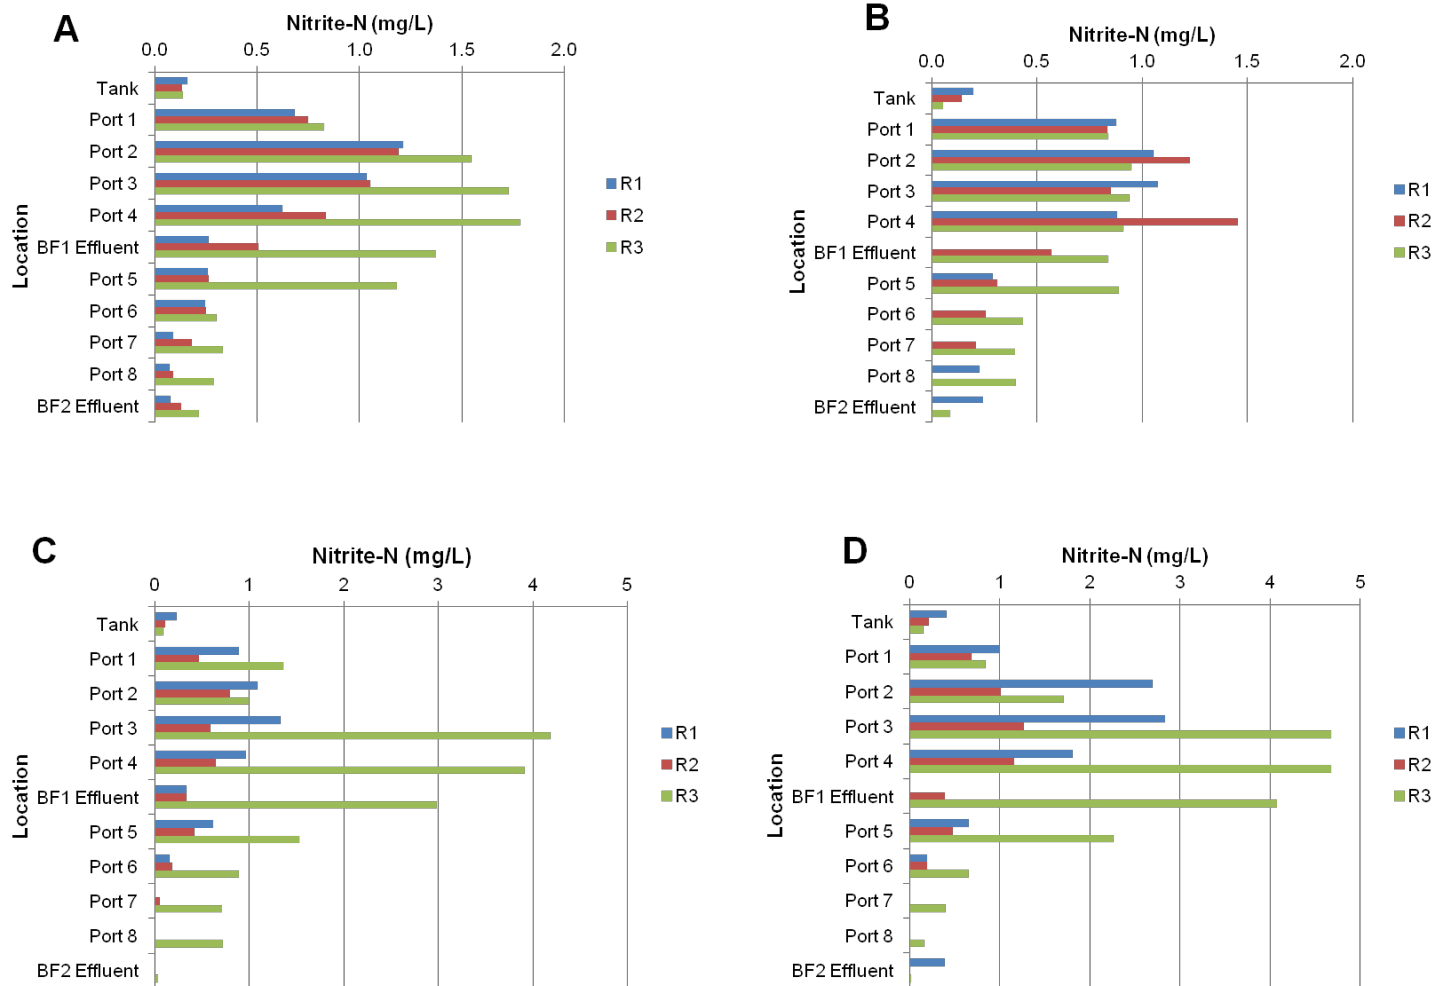 A
Nitrite-N (mg/L)
0.0 0.5 1.0 1.5 2.0
Location
Tank
Port 1
Port 2
Port 3
Port 4
BF1 Effluent
Port 5
Port 6
Port 7
Port 8
BF2 Effluent
R1
R2
R3
B
Nitrite-N (mg/L)
0.0 0.5 1.0 1.5 2.0
Location
Tank
Port 1
Port 2
Port 3
Port 4
BF1 Effluent
Port 5
Port 6
Port 7
Port 8
BF2 Effluent
R1
R2
R3
C
Nitrite-N (mg/L)
0 1 2 3 4 5
Location
Tank
Port 1
Port 2
Port 3
Port 4
BF1 Effluent
Port 5
Port 6
Port 7
Port 8
BF2 Effluent
R1
R2
R3
D
Nitrite-N (mg/L)
0 1 2 3 4 5
Location
Tank
Port 1
Port 2
Port 3
Port 4
BF1 Effluent
Port 5
Port 6
Port 7
Port 8
BF2 Effluent
R1
R2
R3